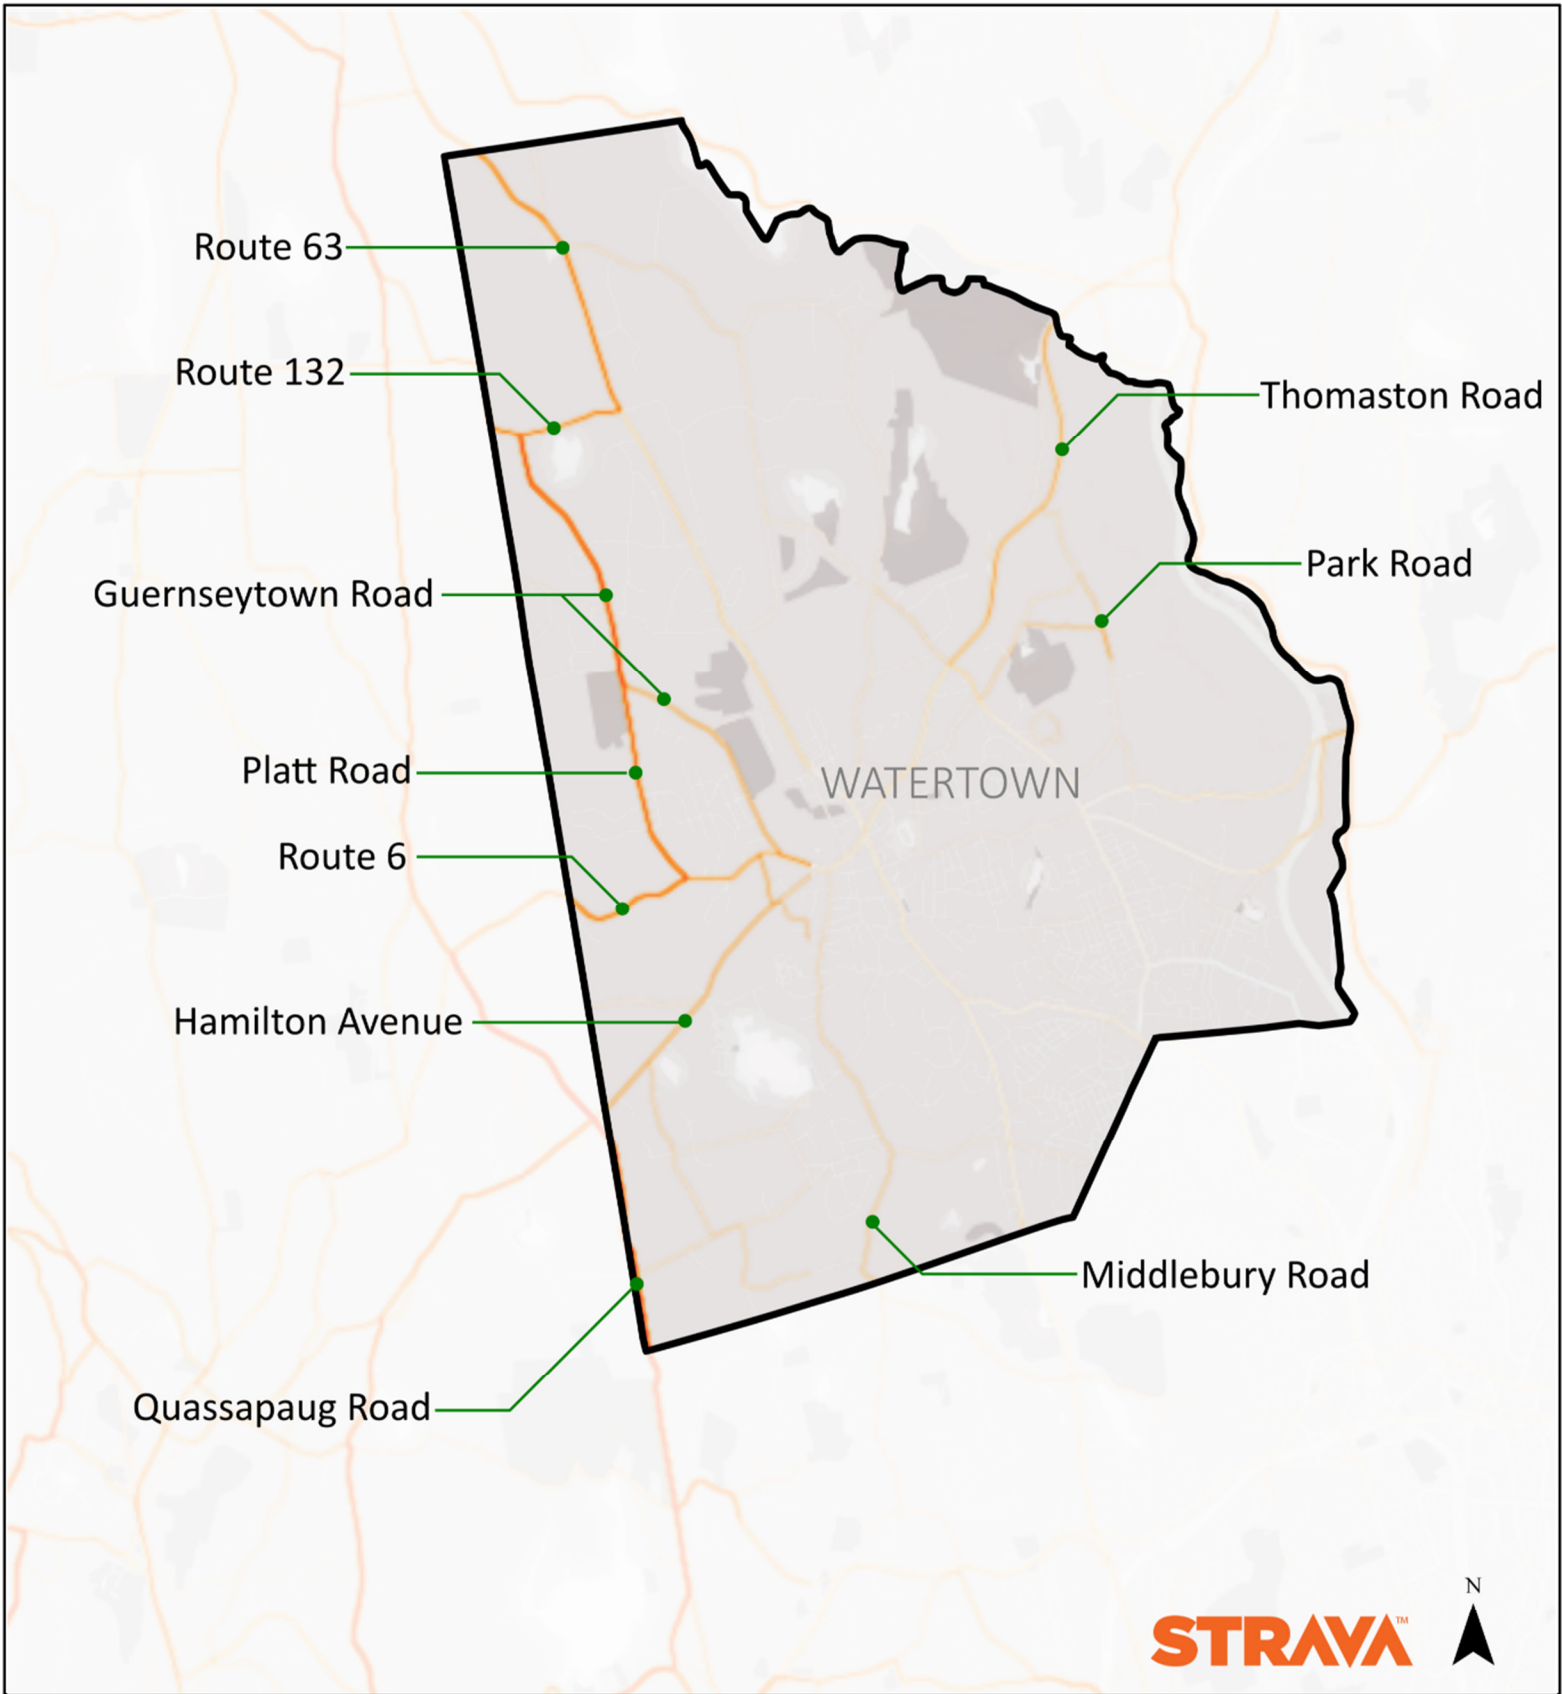 Route 63
Route 132
Thomaston Road
Park Road
Guernseytown Road
Platt Road
WATERTOWN
Route 6
Hamilton Avenue
Middlebury Road
Quassapaug Road
N
STRAVA™